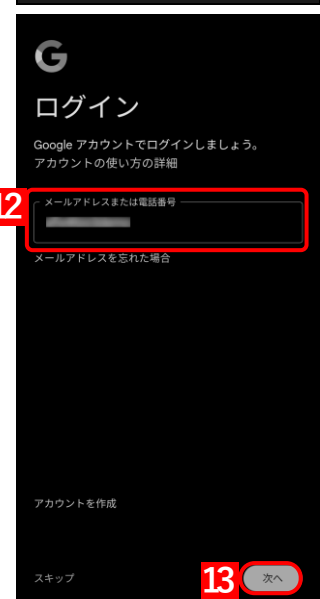 ログイン
Google アカウントでログインしましょう。
アカウントの使い方の詳細
12
メールアドレスまたは電話番号
メールアドレスを忘れた場合
アカウントを作成
スキップ
13
次へ